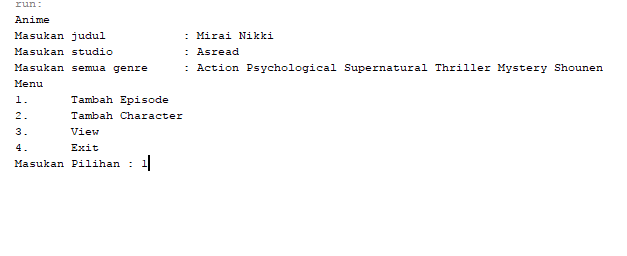 run:
Anime
Masukan judul : Mirai Nikki
Masukan studio : Asread
Masukan semua genre : Action Psychological Supernatural Thriller Mystery Shounen
Menu
1. Tambah Episode
2. Tambah Character
3. View
4. Exit
Masukan Pilihan : 1